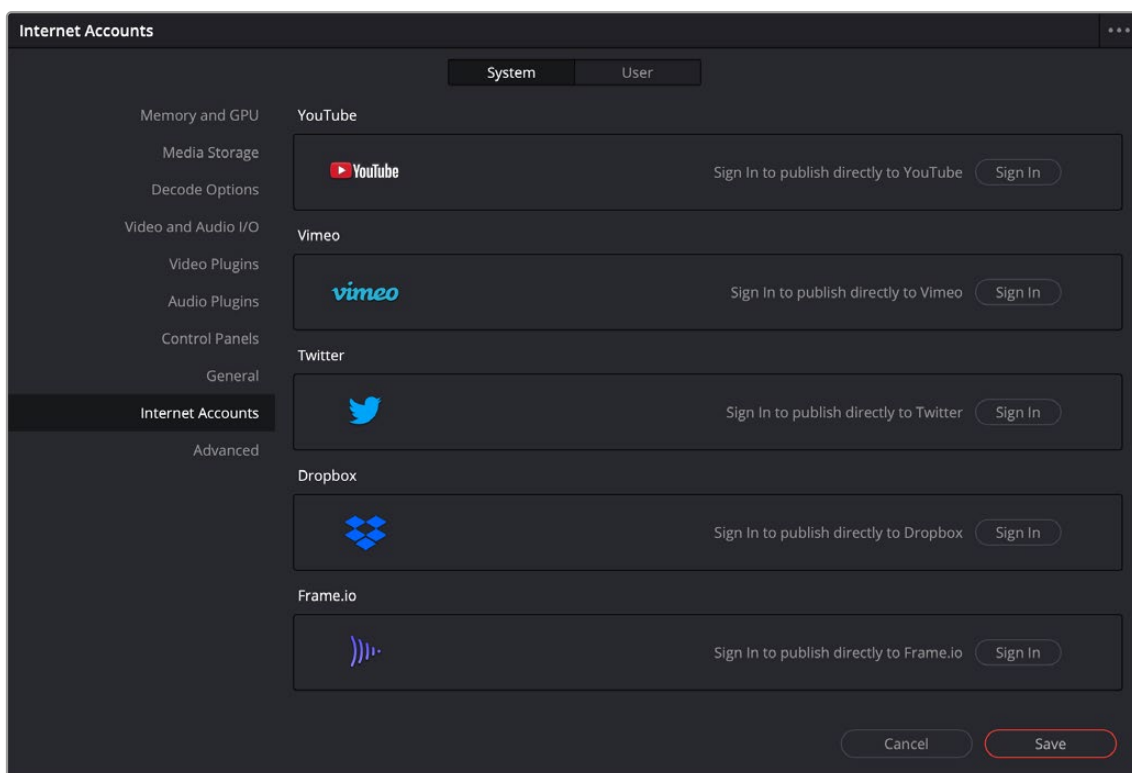 Internet Accounts
System
User
Memory and GPU
Media Storage
Decode Options
Video and Audio I/O
Video Plugins
Audio Plugins
Control Panels
General
Internet Accounts
Advanced
YouTube
YouTube
Sign In to publish directly to YouTube
Sign In
Vimeo
vimeo
Sign In to publish directly to Vimeo
Sign In
Twitter
Sign In to publish directly to Twitter
Sign In
Dropbox
Sign In to publish directly to Dropbox
Sign In
Frame.io
Sign In to publish directly to Frame.io
Sign In
Cancel
Save